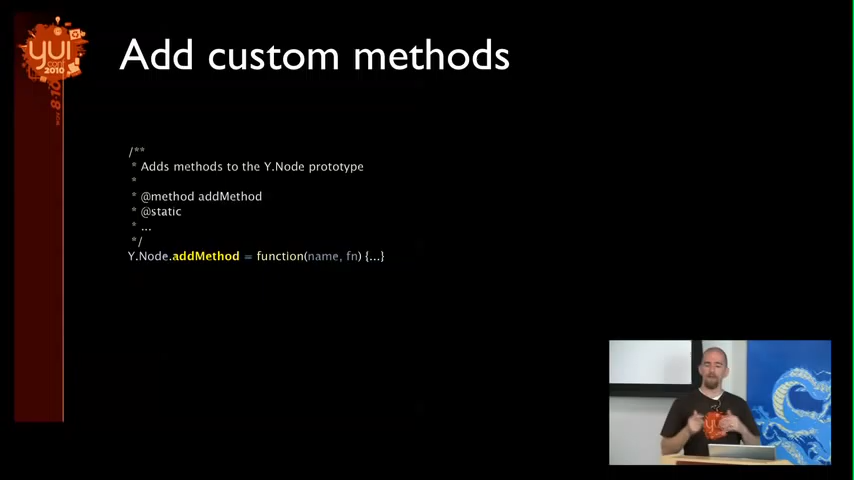 yui
conf
2010
Add custom methods
/**
* Adds methods to the Y.Node prototype
*
* @method addMethod
* @static
* ...
*/
Y.Node.addMethod = function(name, fn) {...}